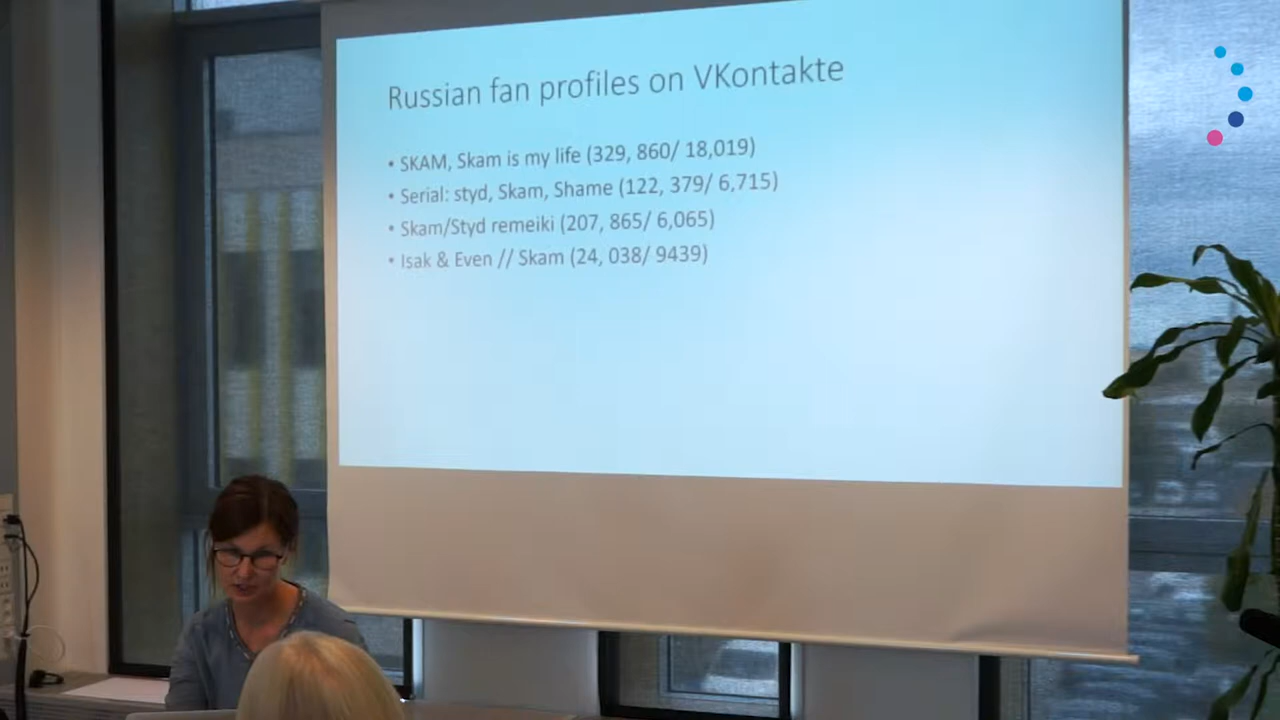 Russian fan profiles on VKontakte
• SKAM, Skam is my life (329, 860/ 18,019)
• Serial: styd, Skam, Shame (122, 379/ 6,715)
• Skam/Styd remeiki (207, 865/ 6,065)
• Isak & Even // Skam (24, 038/ 9439)